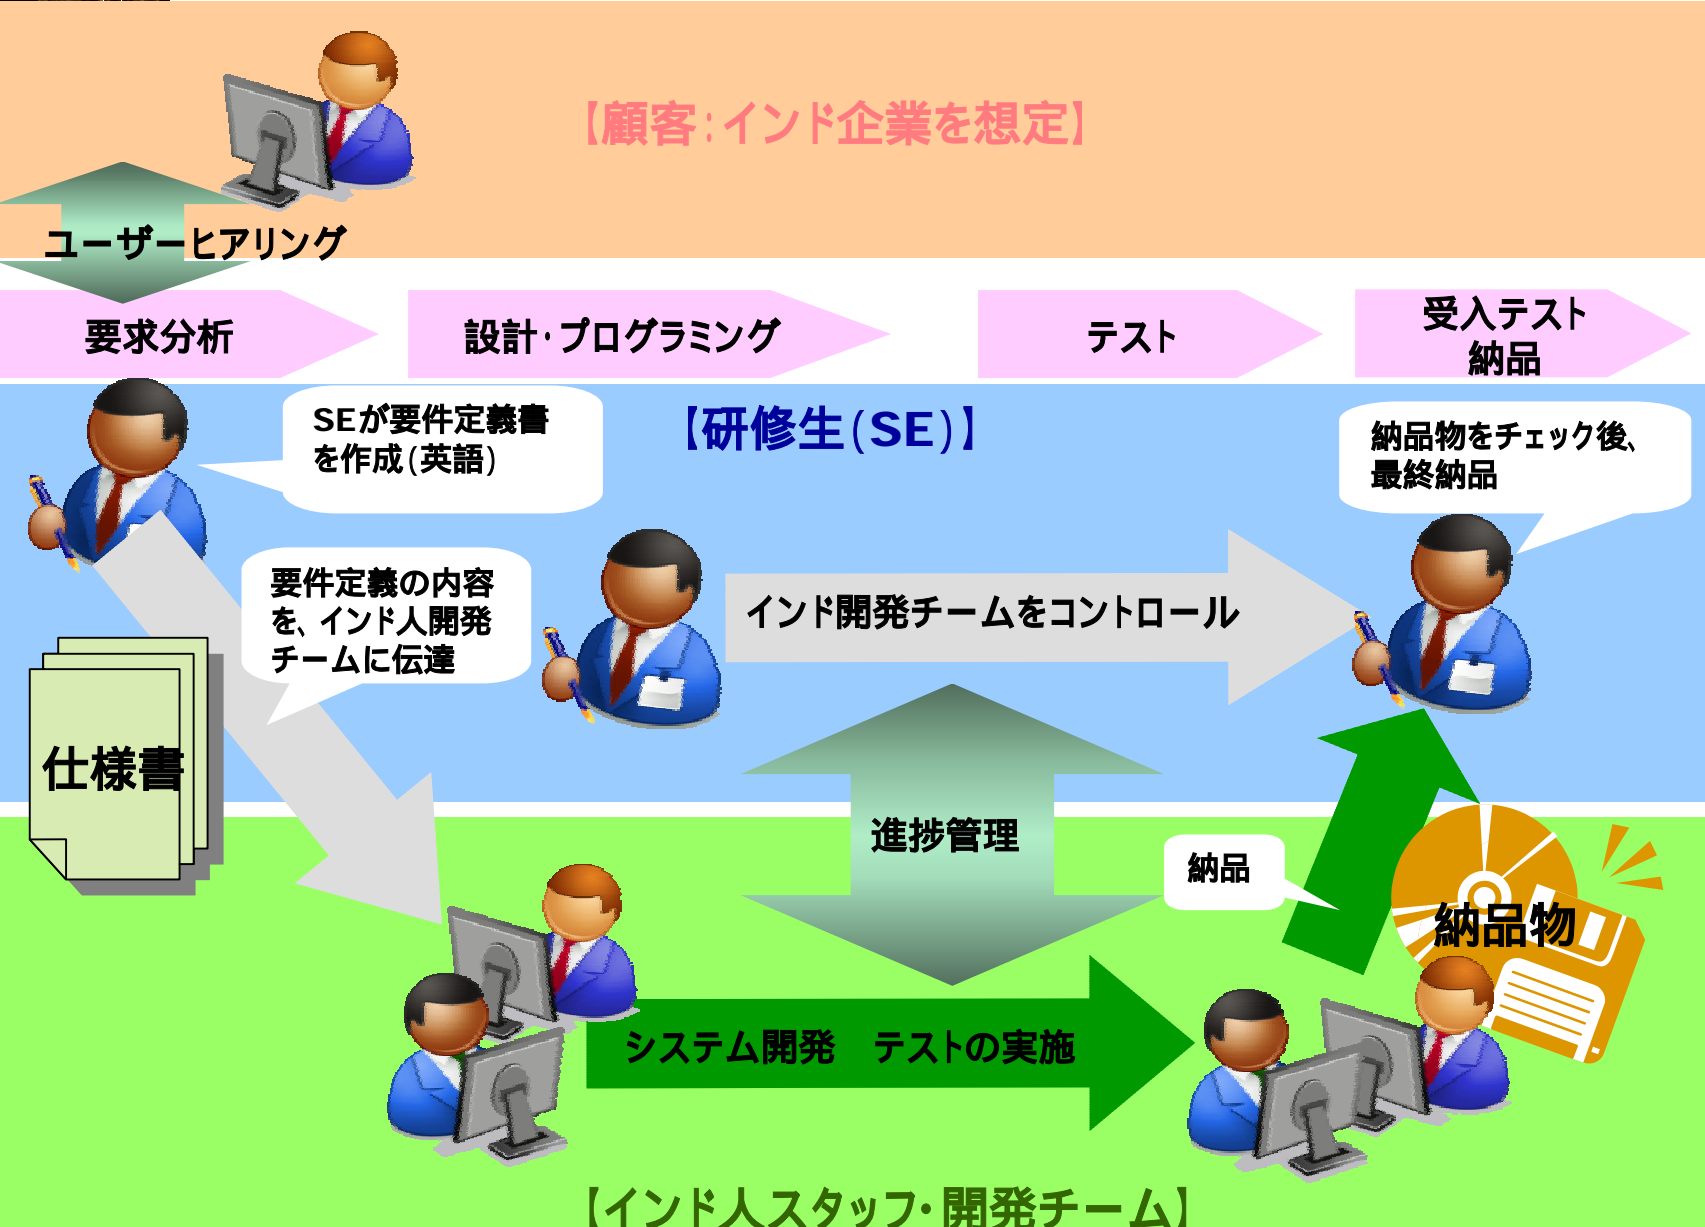 【顧客:インド企業を想定】
ユーザーヒアリング
要求分析
設計・プログラミング
テスト
受入テスト
納品
【研修生(SE)】
SEが要件定義書
を作成(英語)
納品物をチェック後、
最終納品
要件定義の内容
を、インド人開発
チームに伝達
インド開発チームをコントロール
仕様書
進捗管理
納品
納品物
システム開発　テストの実施
【インド人スタッフ・開発チーム】